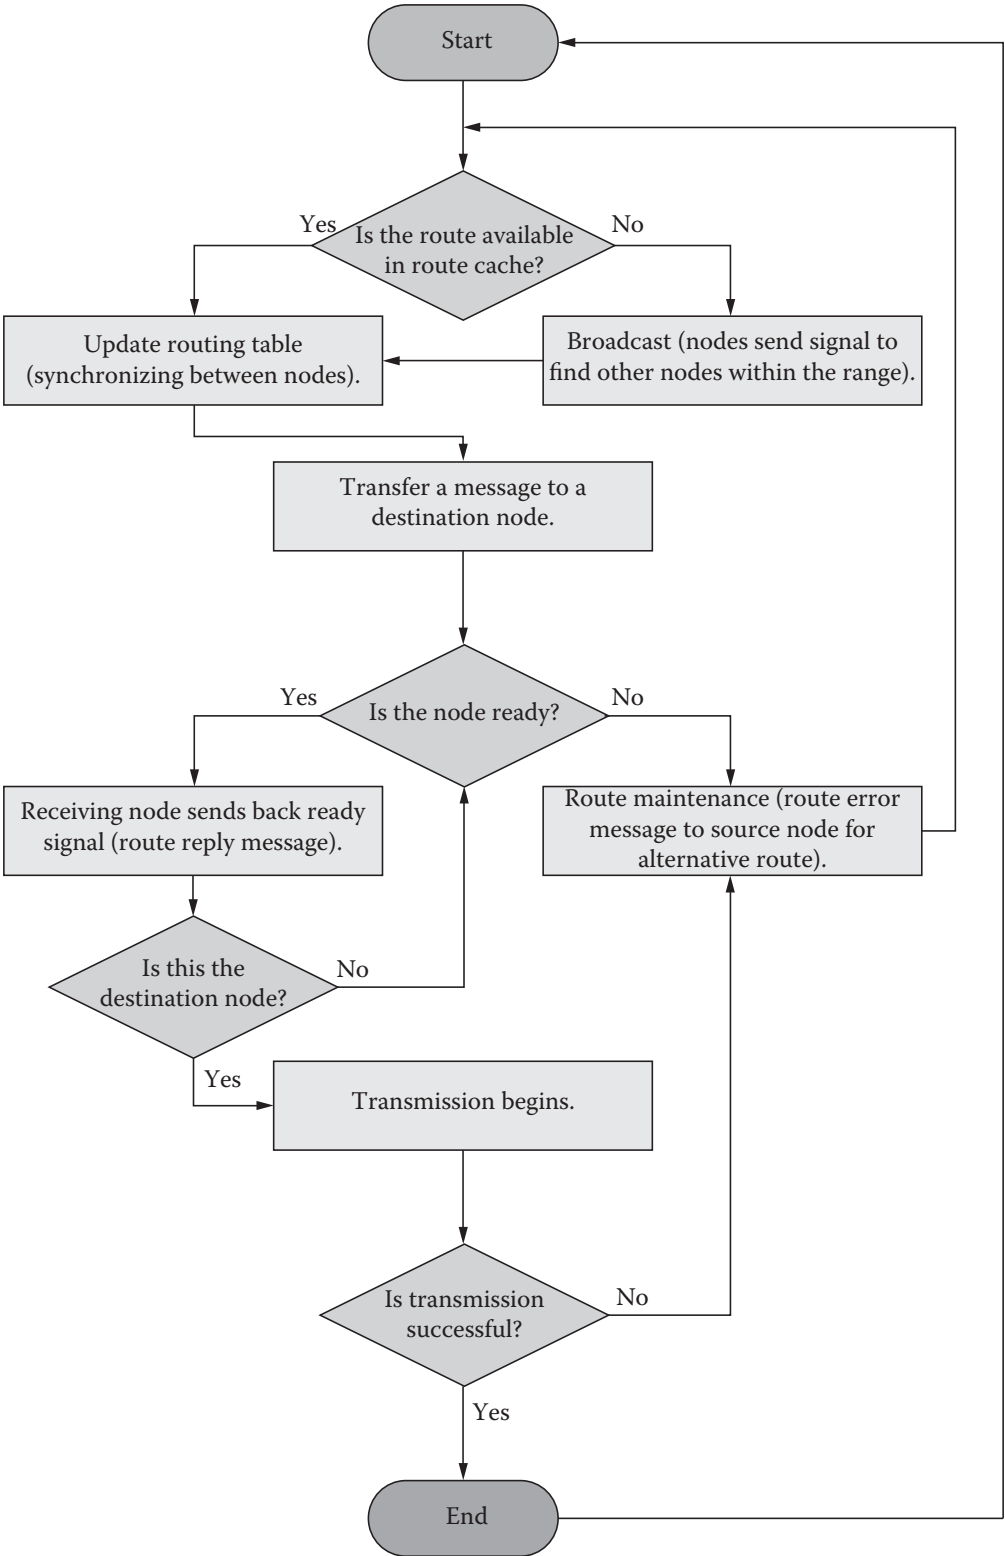 Start
Yes
No
Is the route available
in route cache?
Update routing table
(synchronizing between nodes).
Broadcast (nodes send signal to
find other nodes within the range).
Transfer a message to a
destination node.
Yes
No
Is the node ready?
Receiving node sends back ready
signal (route reply message).
Route maintenance (route error
message to source node for
alternative route).
Is this the
destination node?
No
Yes
Transmission begins.
Is transmission
successful?
No
Yes
End